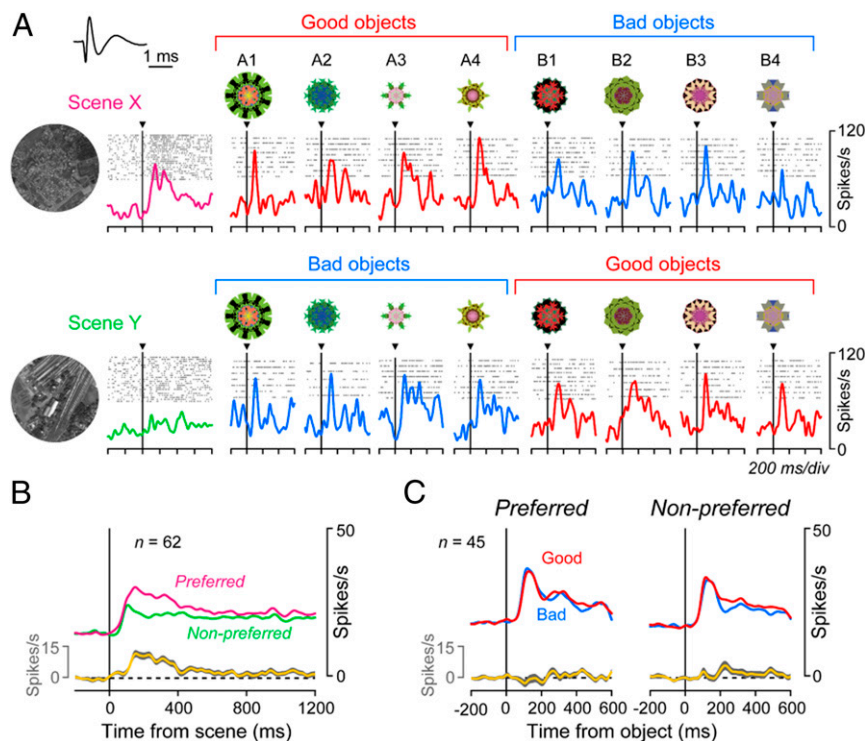 A
1 ms
Good objects
Bad objects
A1 A2 A3 A4 B1 B2 B3 B4
Scene X
120
Spikes/s
0
Bad objects
Good objects
Scene Y
120
Spikes/s
0
200 ms/div
B
n = 62
50
Spikes/s
Preferred
Non-preferred
15
Spikes/s
0
0
0 400 800 1200
Time from scene (ms)
C
Preferred
Non-preferred
n = 45
50
Spikes/s
Good
Bad
15
Spikes/s
0
0
-200 0 200 400 600
-200 0 200 400 600
Time from object (ms)